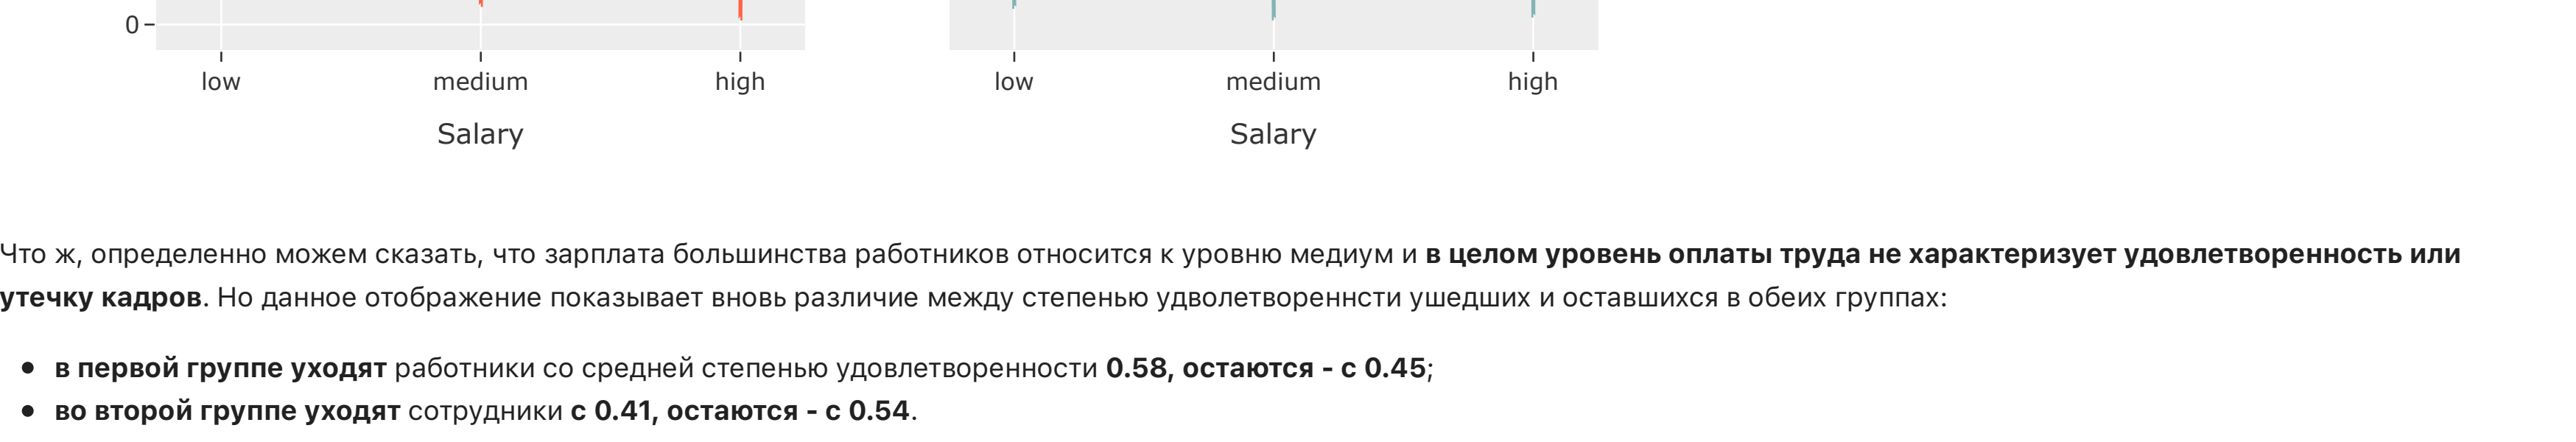 0
low medium high low medium high
Salary Salary
Что ж, определенно можем сказать, что зарплата большинства работников относится к уровню медиум и в целом уровень оплаты труда не характеризует удовлетворенность или
утечку кадров. Но данное отображение показывает вновь различие между степенью удволетвореннсти ушедших и оставшихся в обеих группах:
• в первой группе уходят работники со средней степенью удовлетворенности 0.58, остаются - с 0.45;
• во второй группе уходят сотрудники с 0.41, остаются - с 0.54.